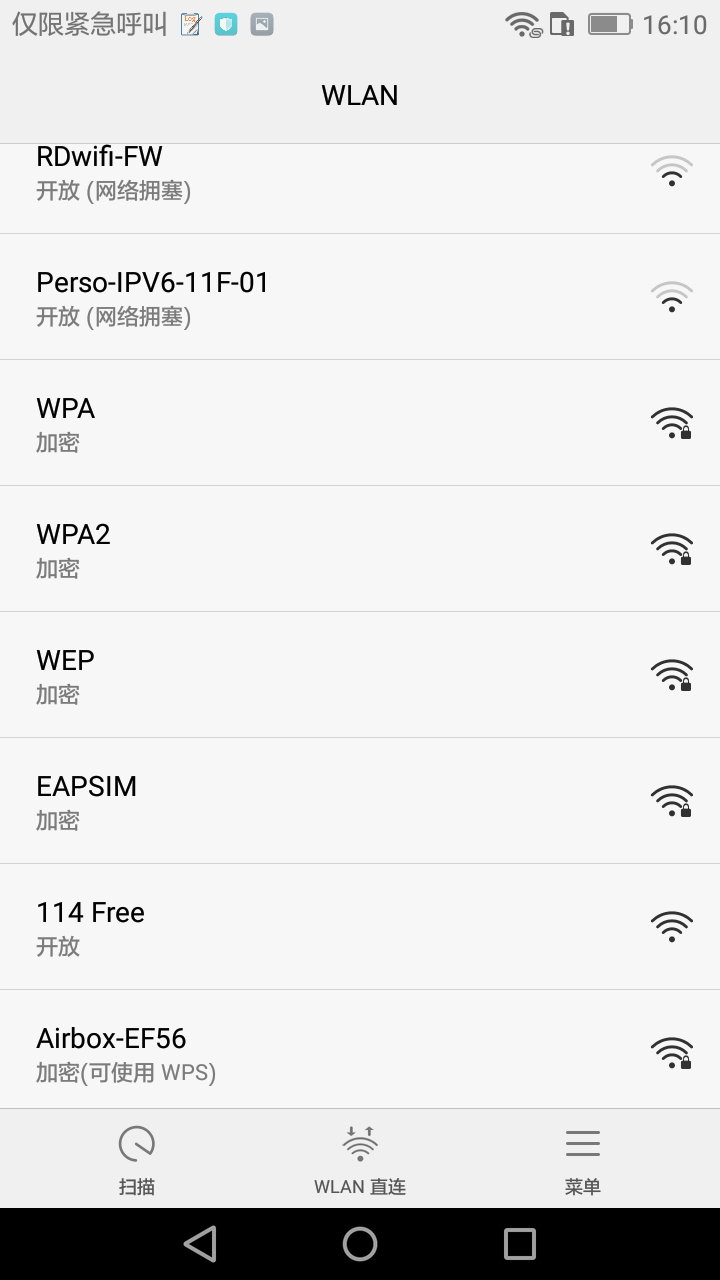 仅限紧急呼叫
Log
16:10
WLAN
RDwifi-FW
开放 (网络拥塞)
Perso-IPV6-11F-01
开放 (网络拥塞)
WPA
加密
WPA2
加密
WEP
加密
EAPSIM
加密
114 Free
开放
Airbox-EF56
加密(可使用 WPS)
扫描
WLAN 直连
菜单